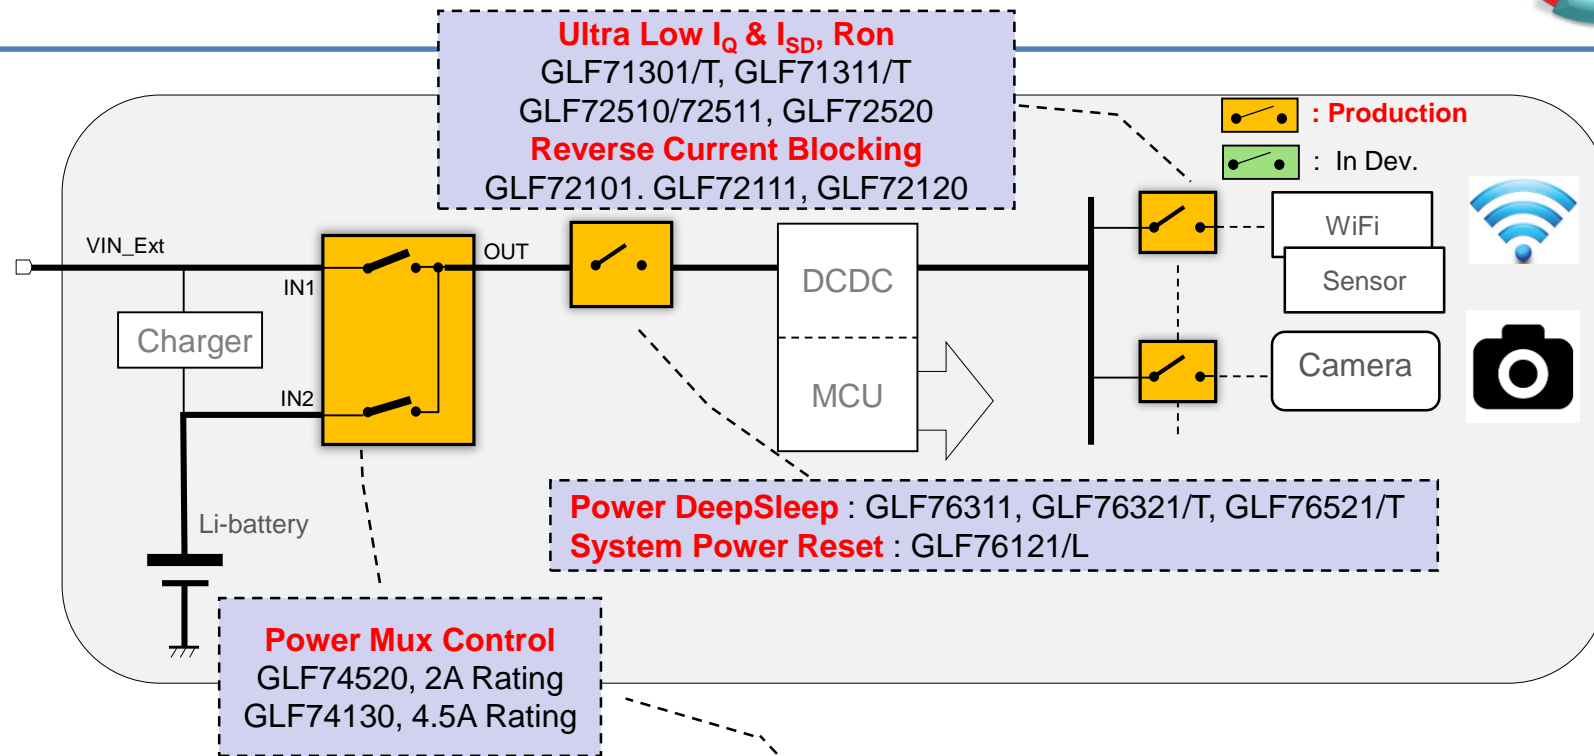 Ultra Low IQ & ISD, Ron
GLF71301/T, GLF71311/T
GLF72510/72511, GLF72520
Reverse Current Blocking
GLF72101. GLF72111, GLF72120
: Production
: In Dev.
VIN_Ext
IN1
OUT
Charger
IN2
Li-battery
DCDC
MCU
WiFi
Sensor
Camera
Power DeepSleep : GLF76311, GLF76321/T, GLF76521/T
System Power Reset : GLF76121/L
Power Mux Control
GLF74520, 2A Rating
GLF74130, 4.5A Rating